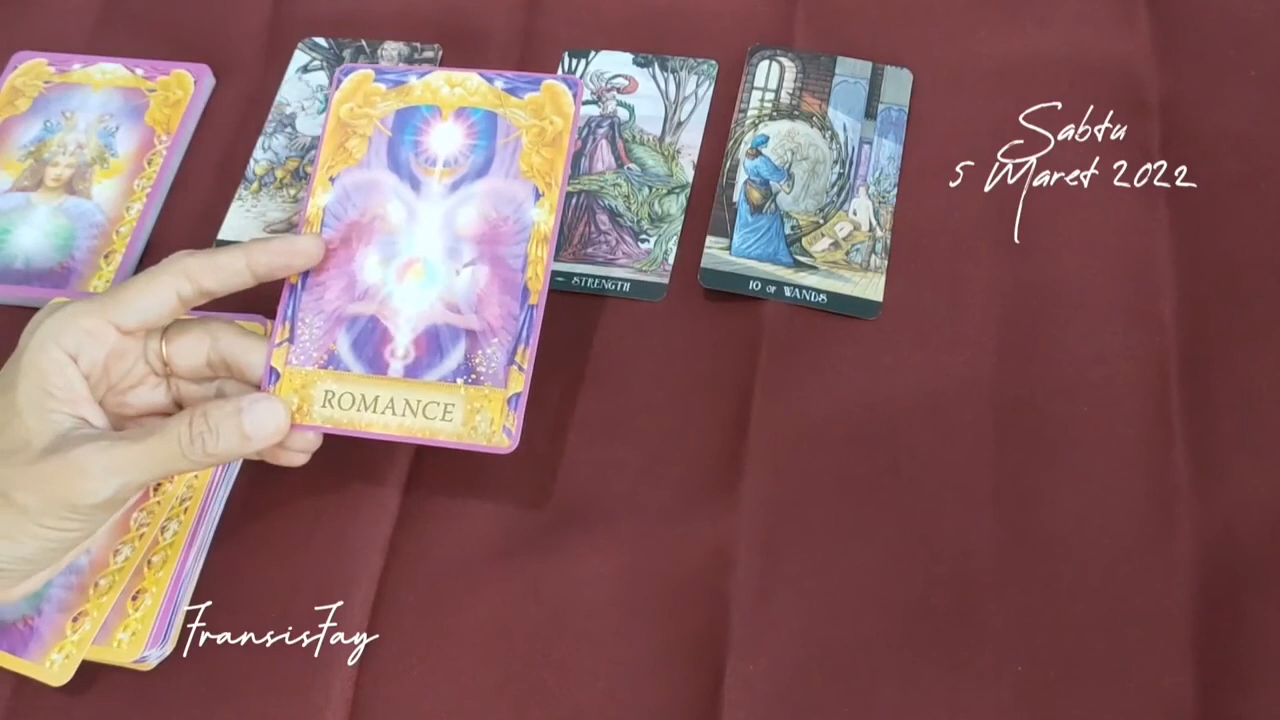 Sabtu
5 Maret 2022
STRENGTH
10 OF WANDS
ROMANCE
FransisFay